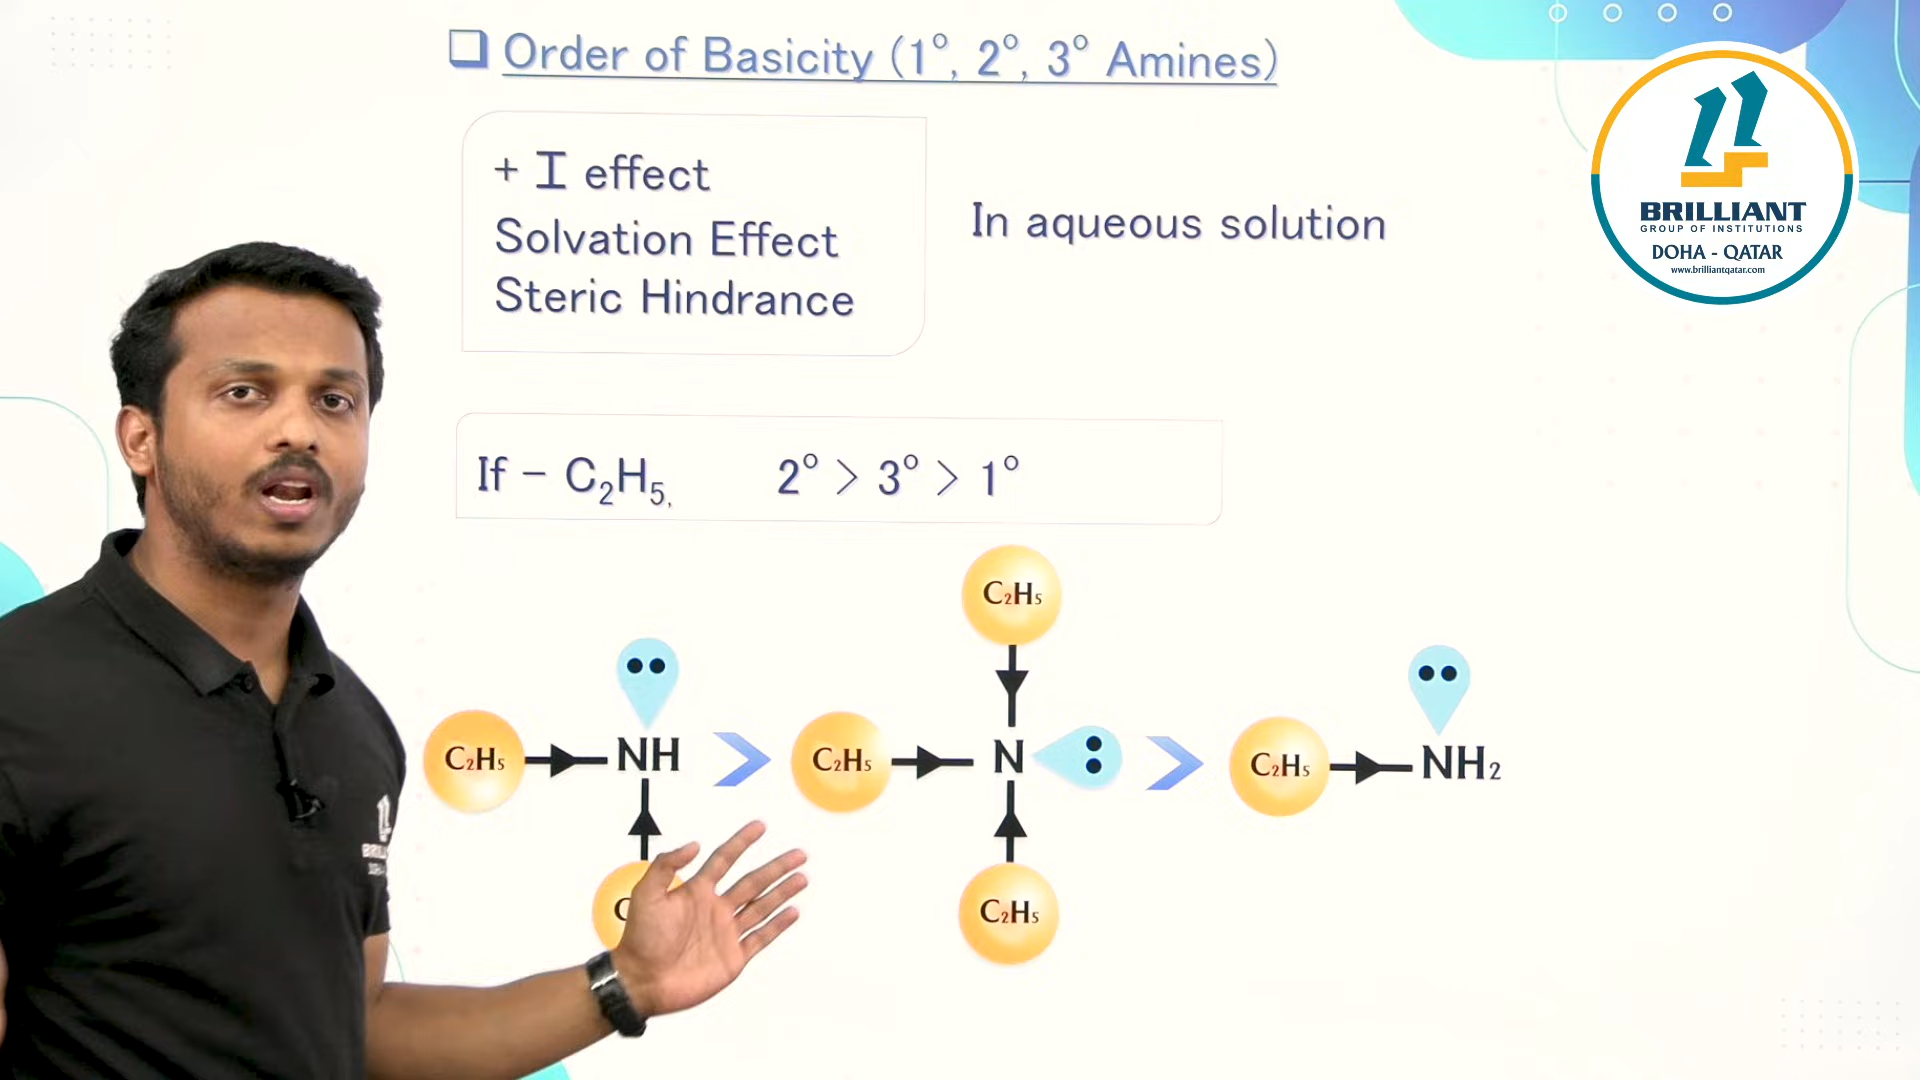 ❑ Order of Basicity (1°, 2°, 3° Amines)
+ I effect
Solvation Effect
Steric Hindrance
In aqueous solution
If – C₂H₅,  2° > 3° > 1°
C₂H₅
C₂H₅ NH > C₂H₅ N > C₂H₅ NH₂
C₂H₅
BRILLIANT
GROUP OF INSTITUTIONS
DOHA - QATAR
www.brilliantqatar.com